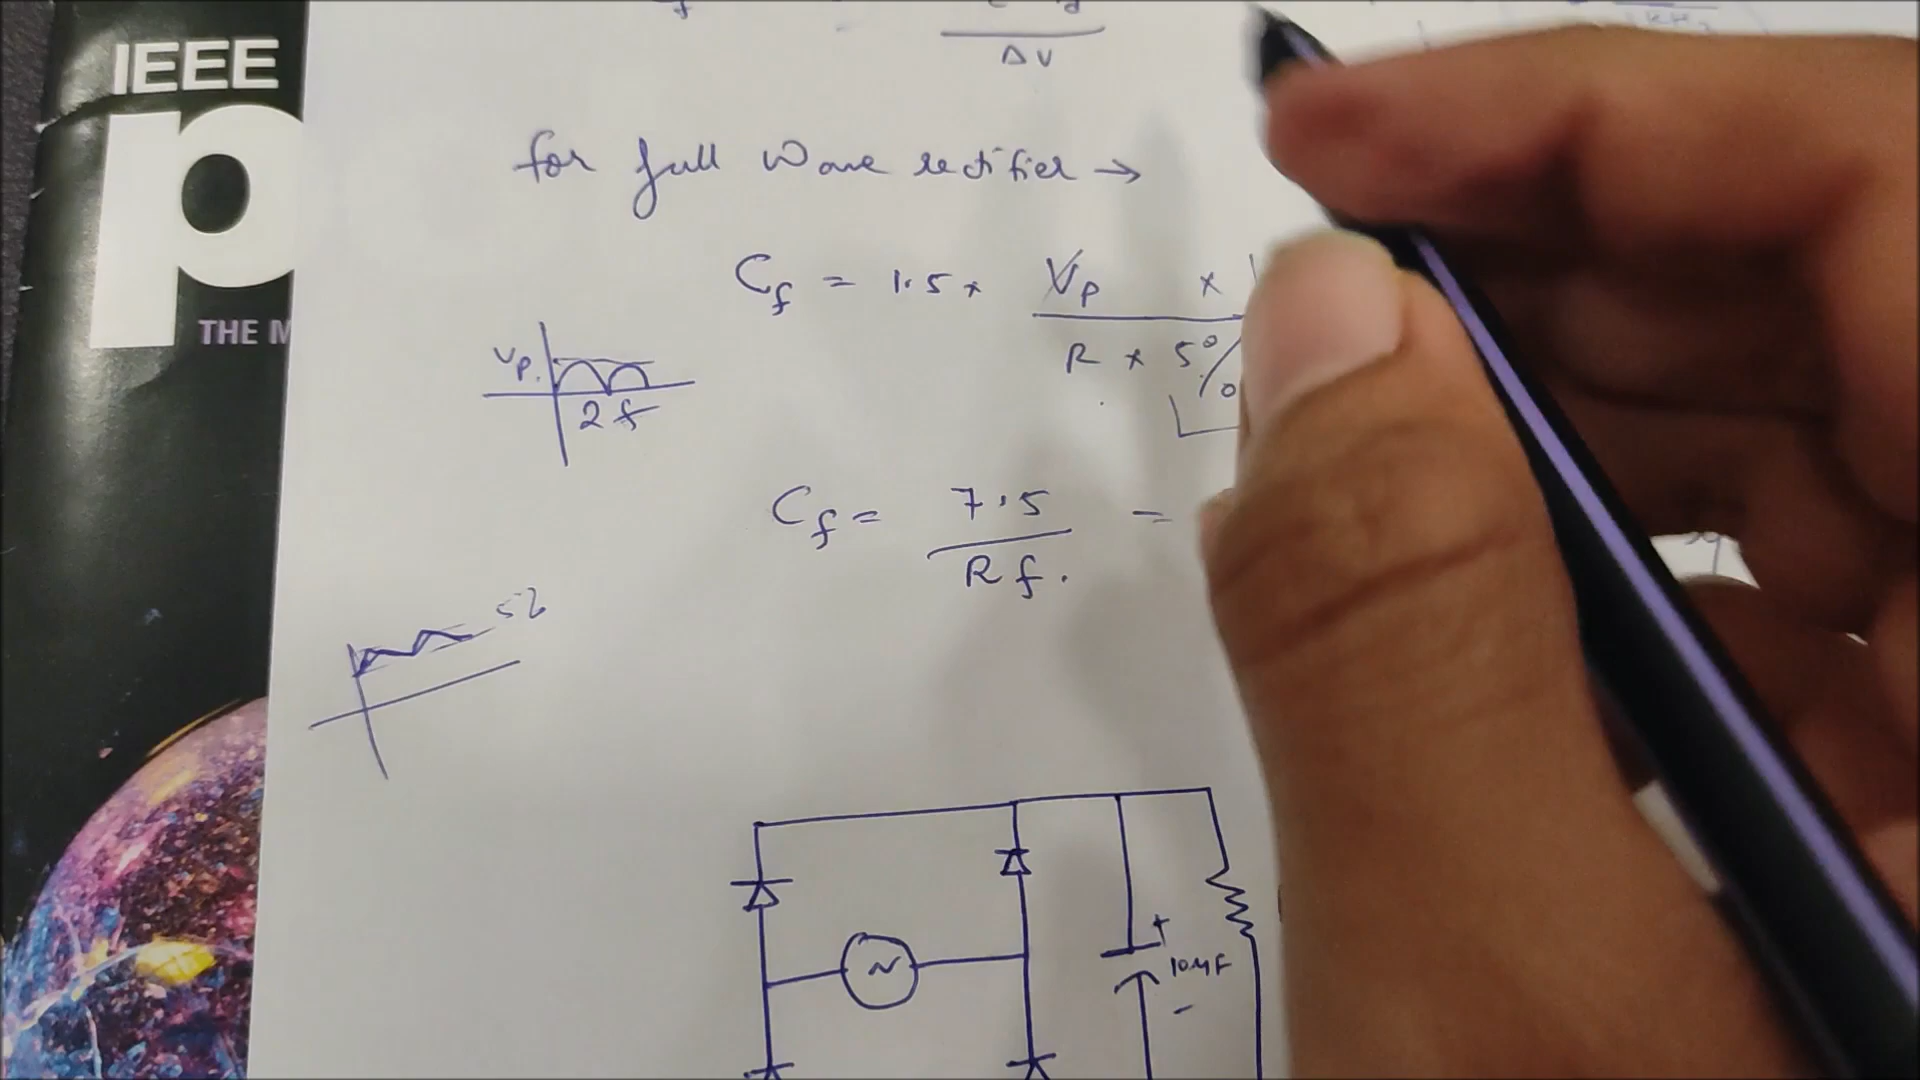 IEEE
p
THE M
ΔV
for full Wave rectifier →
Cf = 1.5 × Vp ×
R × 5%
Vp
2f
Cf = 7.5 =
Rf.
5%
+
10μF
-